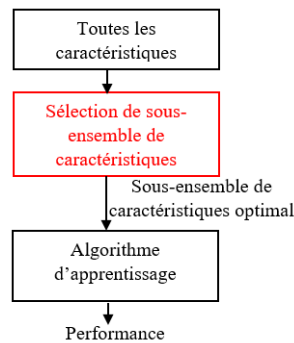 Toutes les
caractéristiques
Sélection de sous-
ensemble de
caractéristiques
Sous-ensemble de
caractéristiques optimal
Algorithme
d’apprentissage
Performance